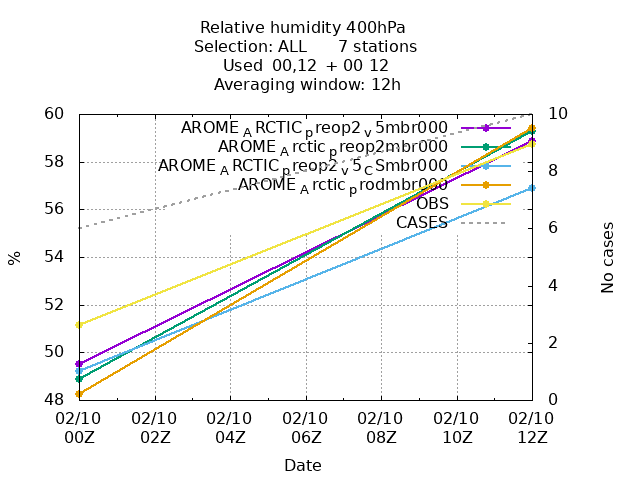 Relative humidity 400hPa
Selection: ALL 7 stations
Used 00,12 + 00 12
Averaging window: 12h
60
58
56
54
52
50
48
%
10
8
6
4
2
0
No cases
AROME_ARCTIC_preop2_v5mbr000
AROME_Arctic_preop2mbr000
AROME_ARCTIC_preop2_v5_CSmbr000
AROME_Arctic_prodmbr000
OBS
CASES
02/10 02/10 02/10 02/10 02/10 02/10 02/10
00Z 02Z 04Z 06Z 08Z 10Z 12Z
Date